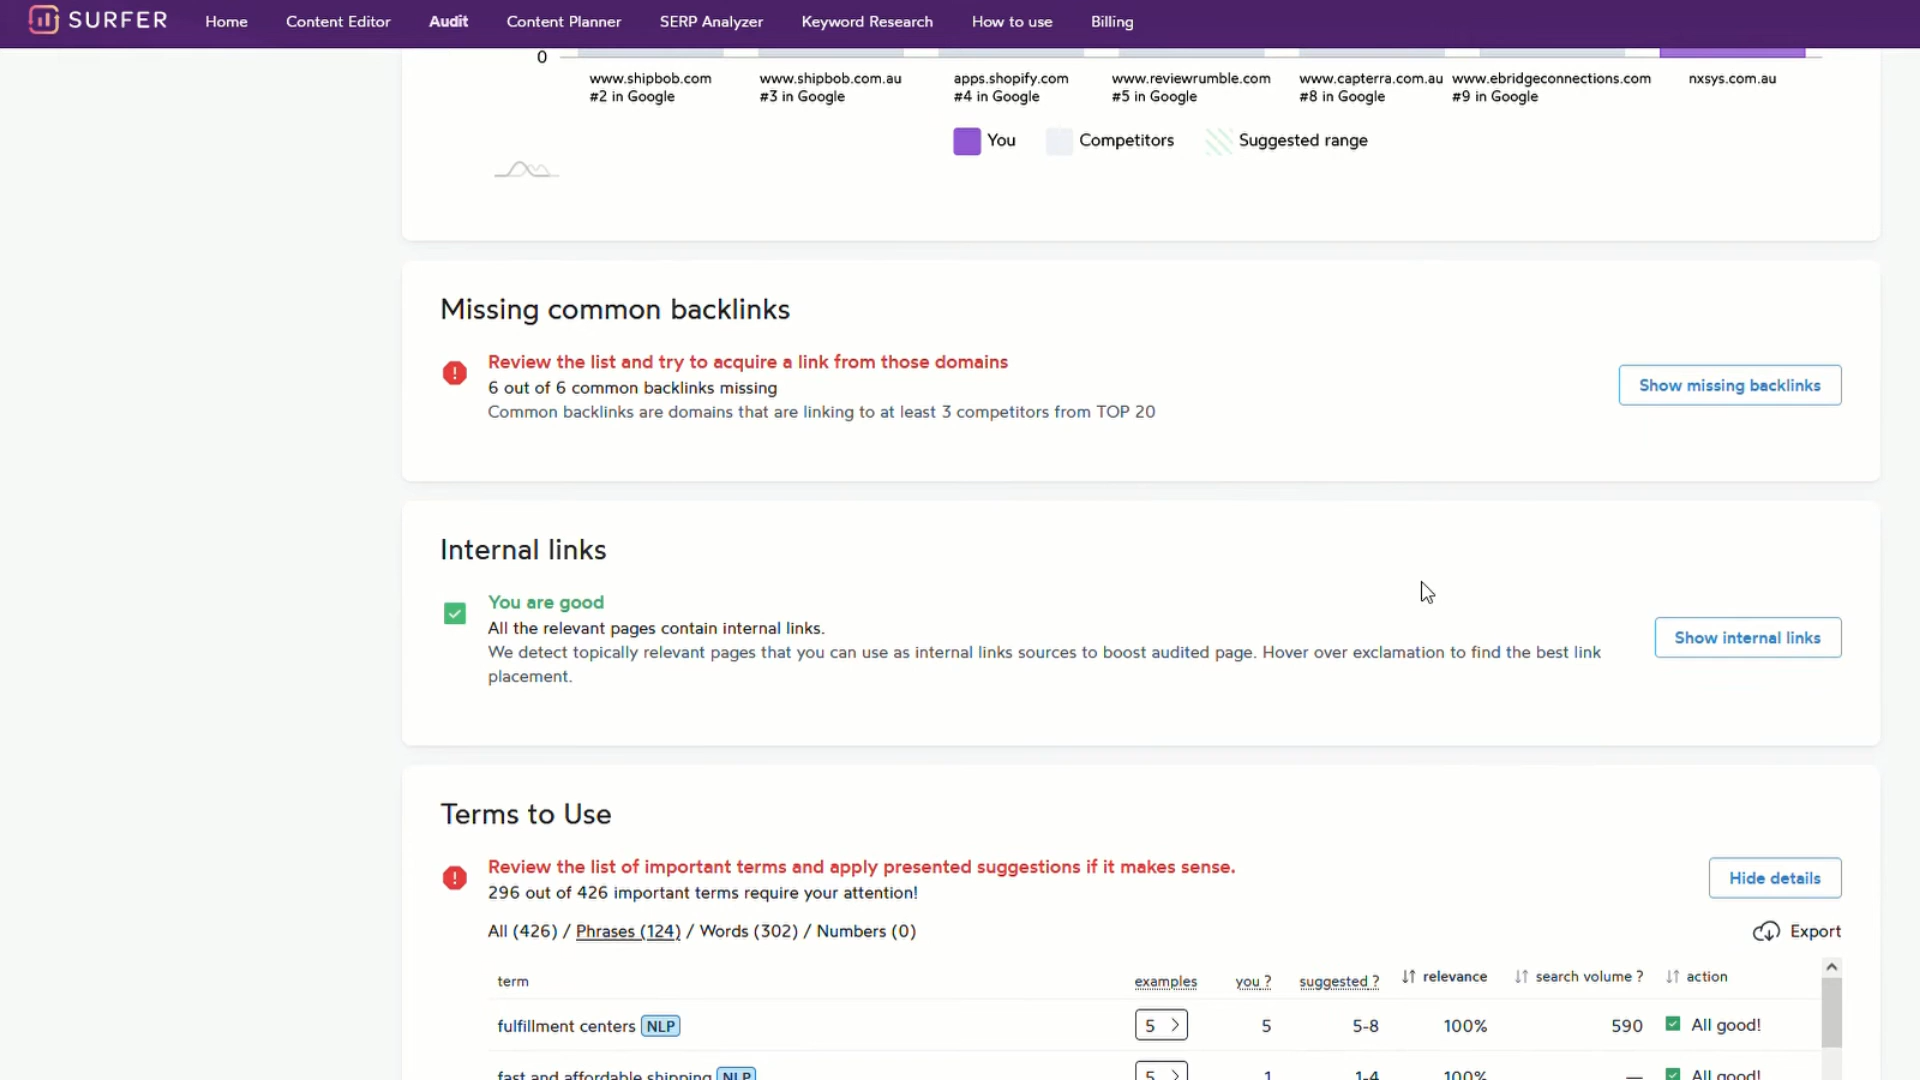 SURFER Home Content Editor Audit Content Planner SERP Analyzer Keyword Research How to use Billing
0
www.shipbob.com www.shipbob.com.au apps.shopify.com www.reviewrumble.com www.capterra.com.au www.ebridgeconnections.com nxsys.com.au
#2 in Google #3 in Google #4 in Google #5 in Google #8 in Google #9 in Google
You Competitors Suggested range
Missing common backlinks
Review the list and try to acquire a link from those domains
6 out of 6 common backlinks missing
Show missing backlinks
Common backlinks are domains that are linking to at least 3 competitors from TOP 20
Internal links
You are good
All the relevant pages contain internal links.
Show internal links
We detect topically relevant pages that you can use as internal links sources to boost audited page. Hover over exclamation to find the best link
placement.
Terms to Use
Review the list of important terms and apply presented suggestions if it makes sense.
Hide details
296 out of 426 important terms require your attention!
All (426) / Phrases (124) / Words (302) / Numbers (0) Export
term examples you ? suggested ? relevance search volume ? action
fulfillment centers NLP 5 5 5-8 100% 590 All good!
fast and affordable shipping NLP 5 1 1-4 100% — All good!